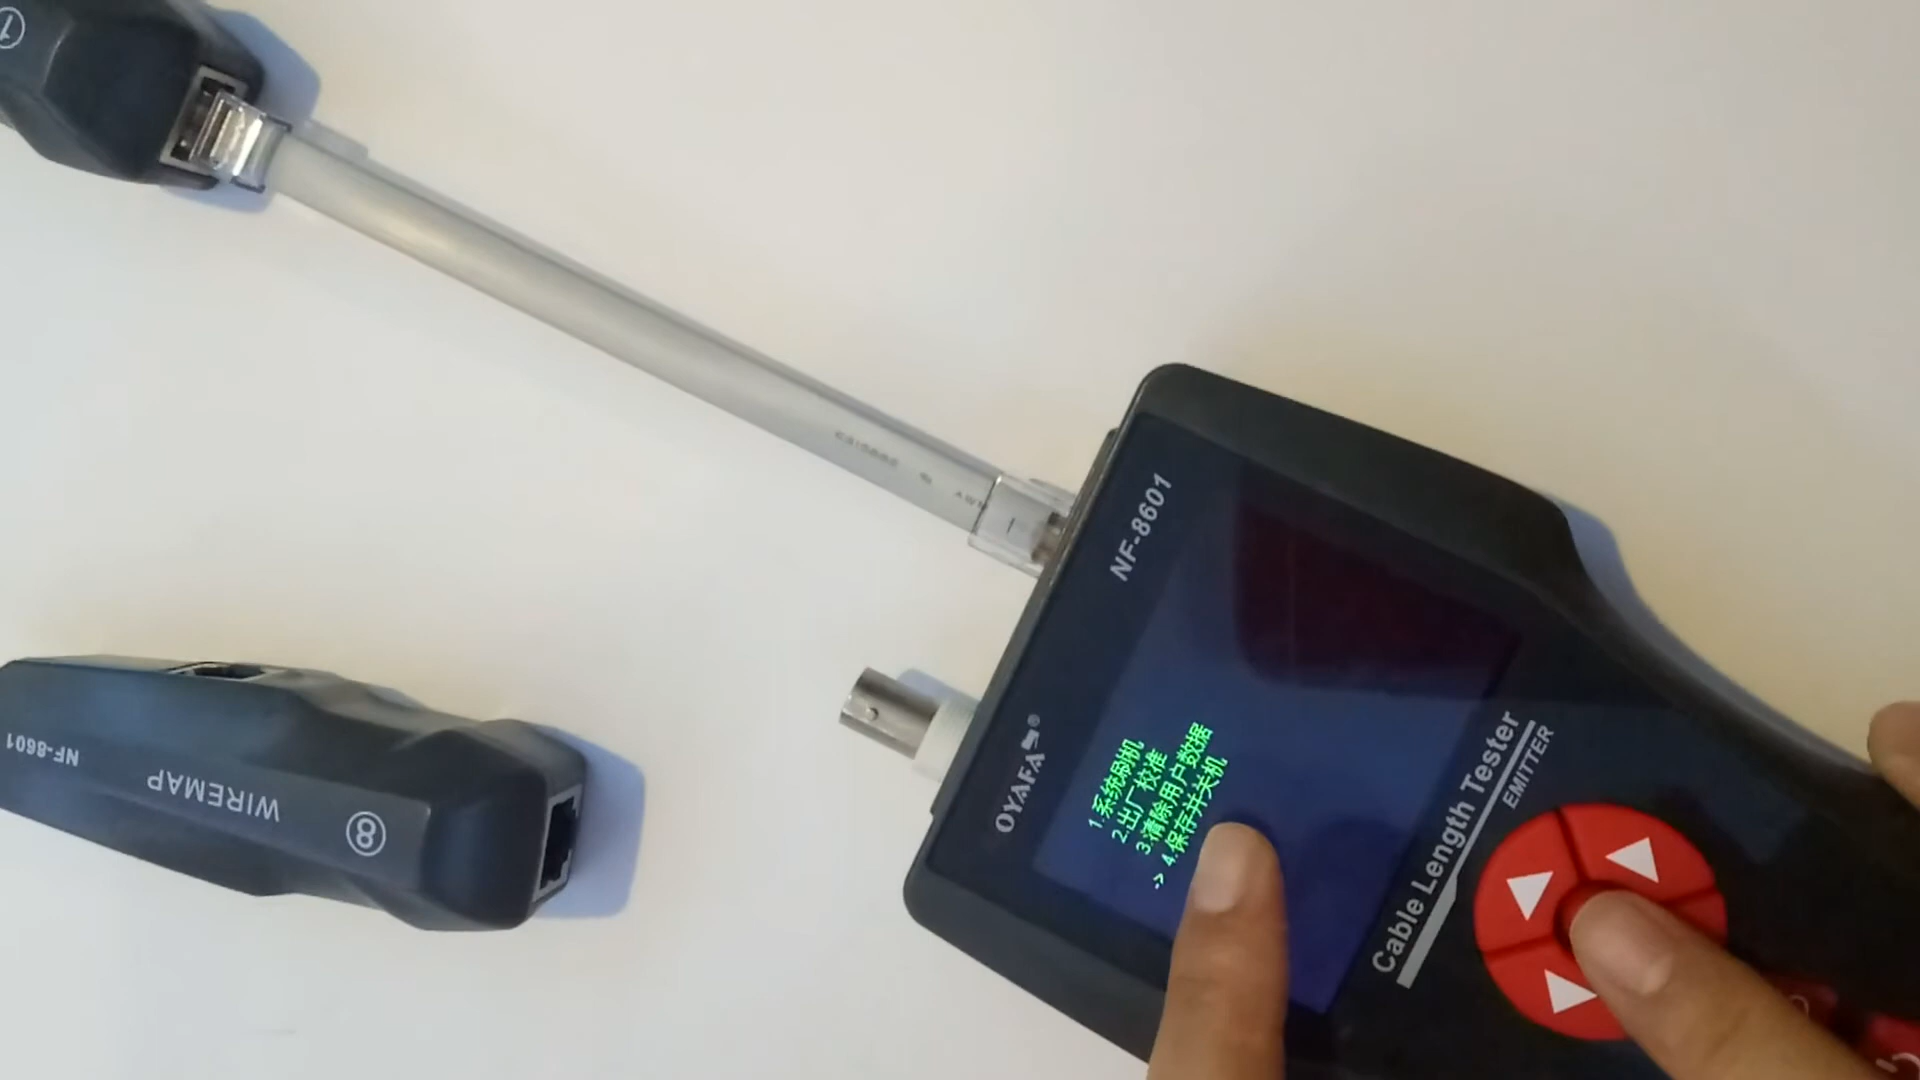 1
NF-8601
OYAFA®
1.系统刷机
2.出厂校准
3.清除用户数据
-> 4.保存并关机
Cable Length Tester
EMITTER
WIREMAP
NF-8601
8